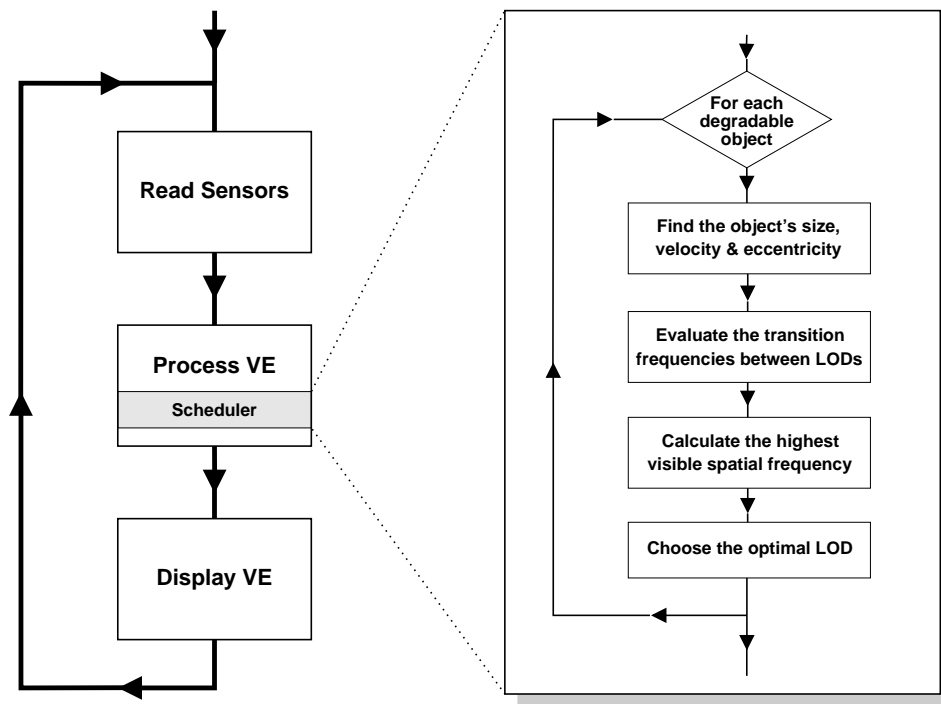 Read Sensors
Process VE
Scheduler
Display VE
For each
degradable
object
Find the object's size,
velocity & eccentricity
Evaluate the transition
frequencies between LODs
Calculate the highest
visible spatial frequency
Choose the optimal LOD